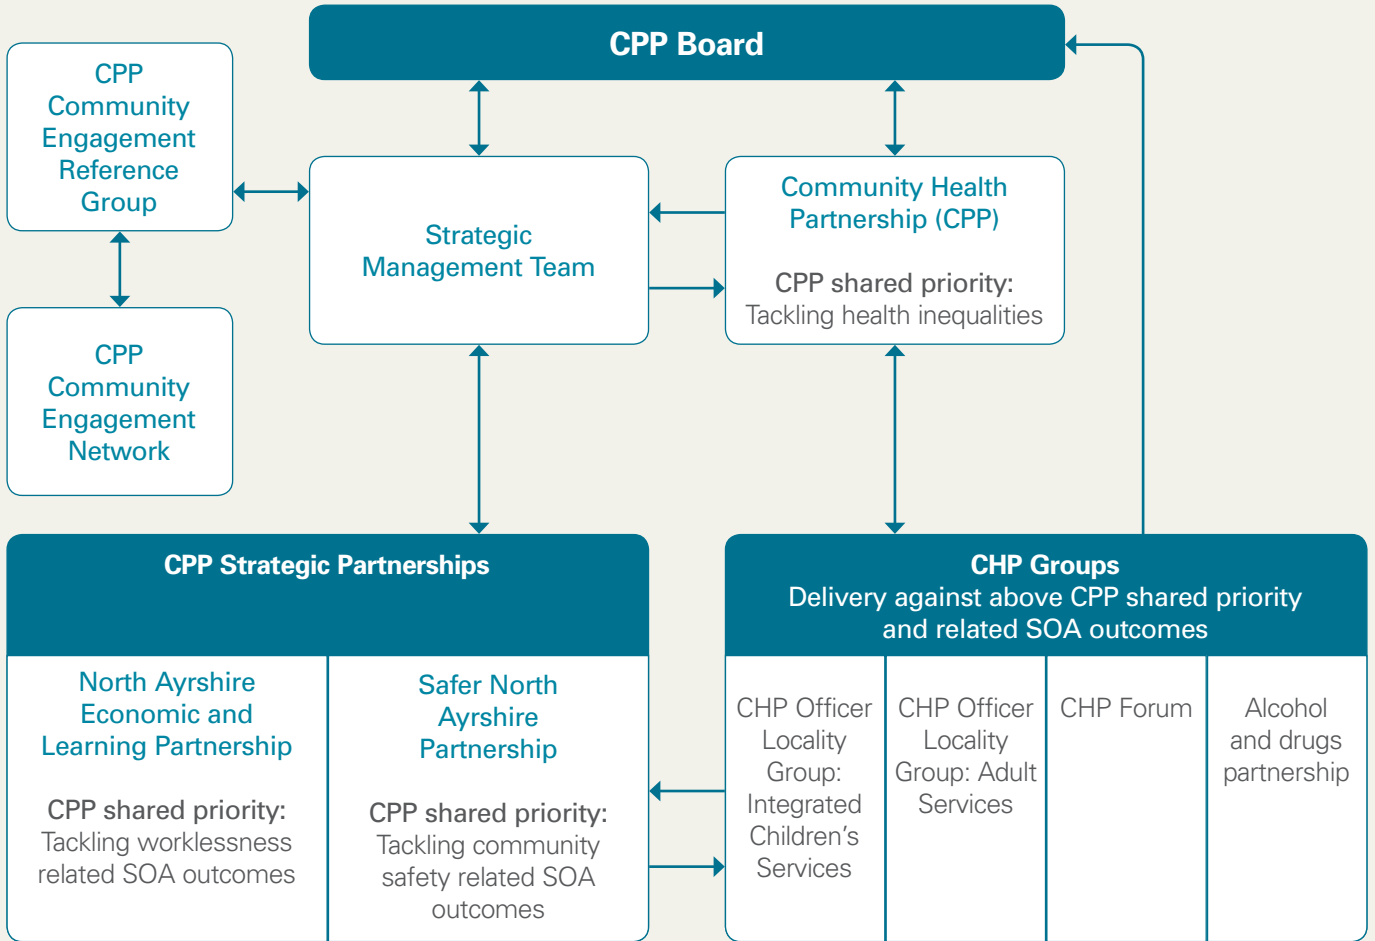 CPP Board
CPP
Community
Engagement
Reference
Group
Strategic
Management Team
Community Health
Partnership (CPP)
CPP shared priority:
Tackling health inequalities
CPP
Community
Engagement
Network
CPP Strategic Partnerships
North Ayrshire
Economic and
Learning Partnership
CPP shared priority:
Tackling worklessness
related SOA outcomes
Safer North
Ayrshire
Partnership
CPP shared priority:
Tackling community
safety related SOA
outcomes
CHP Groups
Delivery against above CPP shared priority
and related SOA outcomes
CHP Officer
Locality
Group:
Integrated
Children’s
Services
CHP Officer
Locality
Group: Adult
Services
CHP Forum
Alcohol
and drugs
partnership